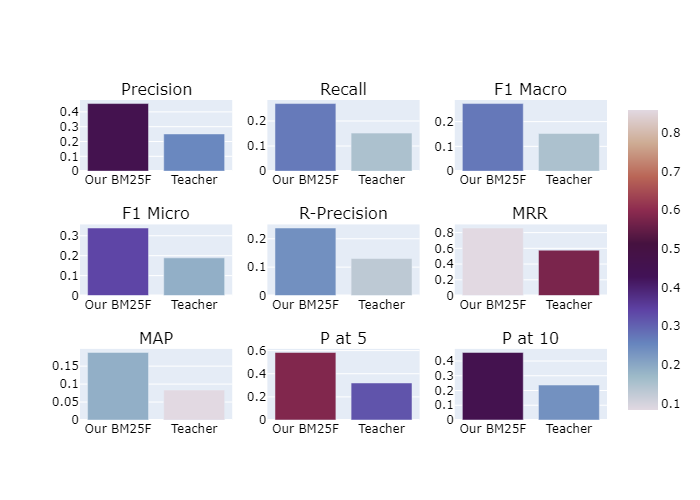 Precision
Recall
F1 Macro
0.4
0.3
0.2
0.1
0
Our BM25F
Teacher
0.2
0.1
0
Our BM25F
Teacher
0.2
0.1
0
Our BM25F
Teacher
F1 Micro
R-Precision
MRR
0.3
0.2
0.1
0
Our BM25F
Teacher
0.2
0.1
0
Our BM25F
Teacher
0.8
0.6
0.4
0.2
0
Our BM25F
Teacher
MAP
P at 5
P at 10
0.15
0.1
0.05
0
Our BM25F
Teacher
0.6
0.4
0.2
0
Our BM25F
Teacher
0.4
0.3
0.2
0.1
0
Our BM25F
Teacher
0.8
0.7
0.6
0.5
0.4
0.3
0.2
0.1